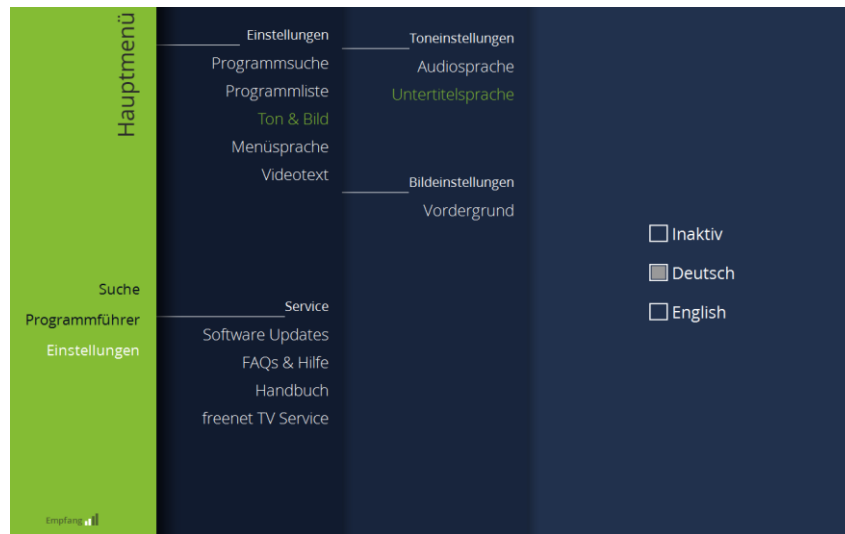 Hauptmenü
Suche
Programmführer
Einstellungen
Empfang
Einstellungen
Programmsuche
Programmliste
Ton & Bild
Menüsprache
Videotext
Service
Software Updates
FAQs & Hilfe
Handbuch
freenet TV Service
Toneinstellungen
Audiosprache
Untertitelsprache
Bildeinstellungen
Vordergrund
Inaktiv
Deutsch
English